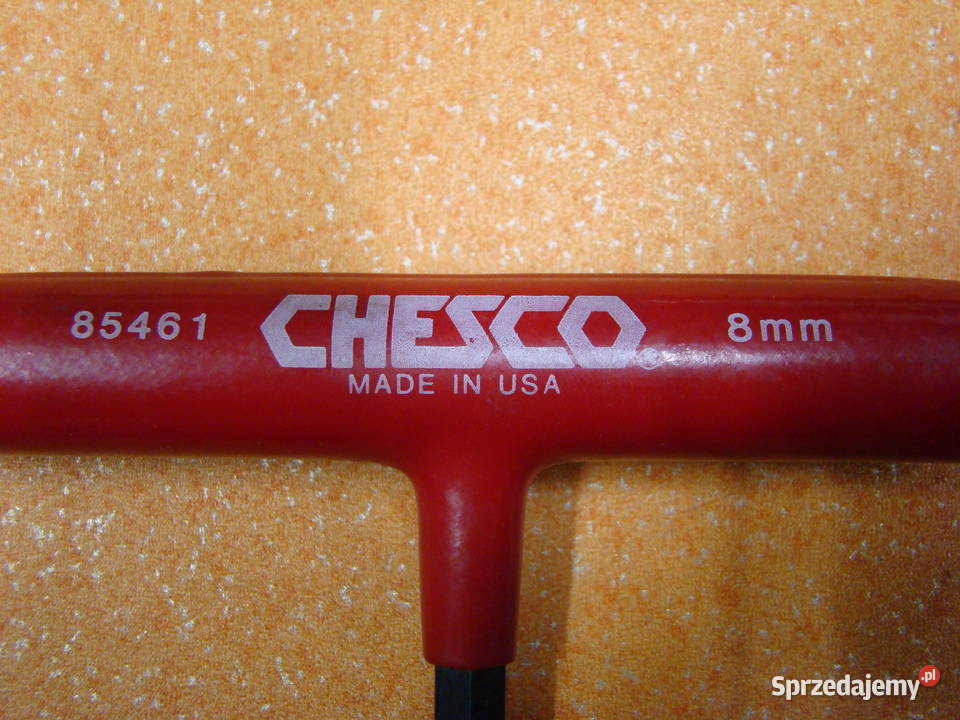 85461 CHESCO® 8mm
MADE IN USA
Sprzedajemy.pl